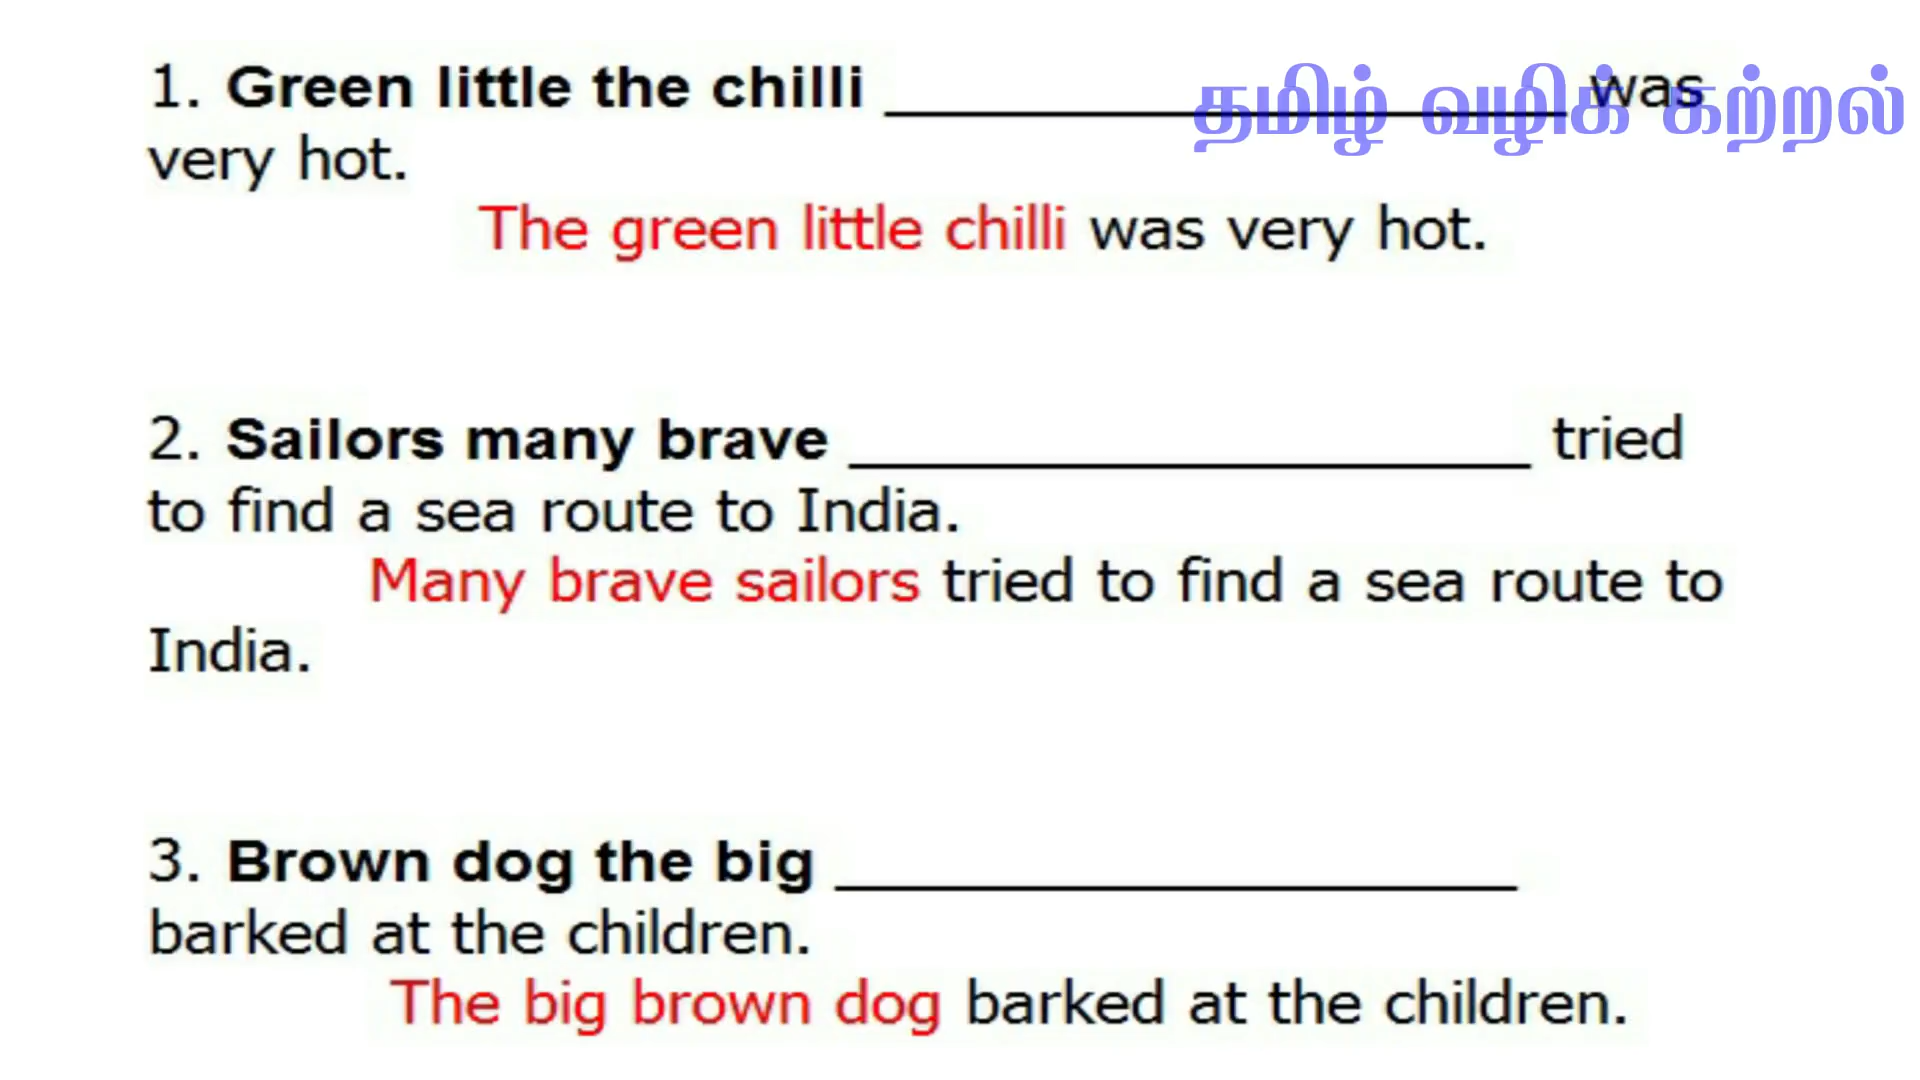 1. Green little the chilli ____________________ was
தமிழ் வழிக் கற்றல்
very hot.
The green little chilli was very hot.
2. Sailors many brave ____________________ tried
to find a sea route to India.
Many brave sailors tried to find a sea route to
India.
3. Brown dog the big ____________________
barked at the children.
The big brown dog barked at the children.